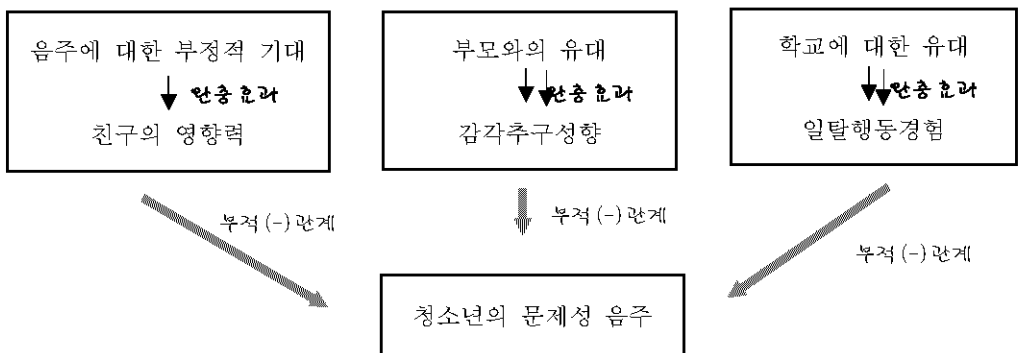 음주에 대한 부정적 기대
완충효과
친구의 영향력
부모와의 유대
완충효과
감각추구성향
학교에 대한 유대
완충효과
일탈행동경험
부적(-)관계
부적(-)관계
부적(-)관계
청소년의 문제성 음주